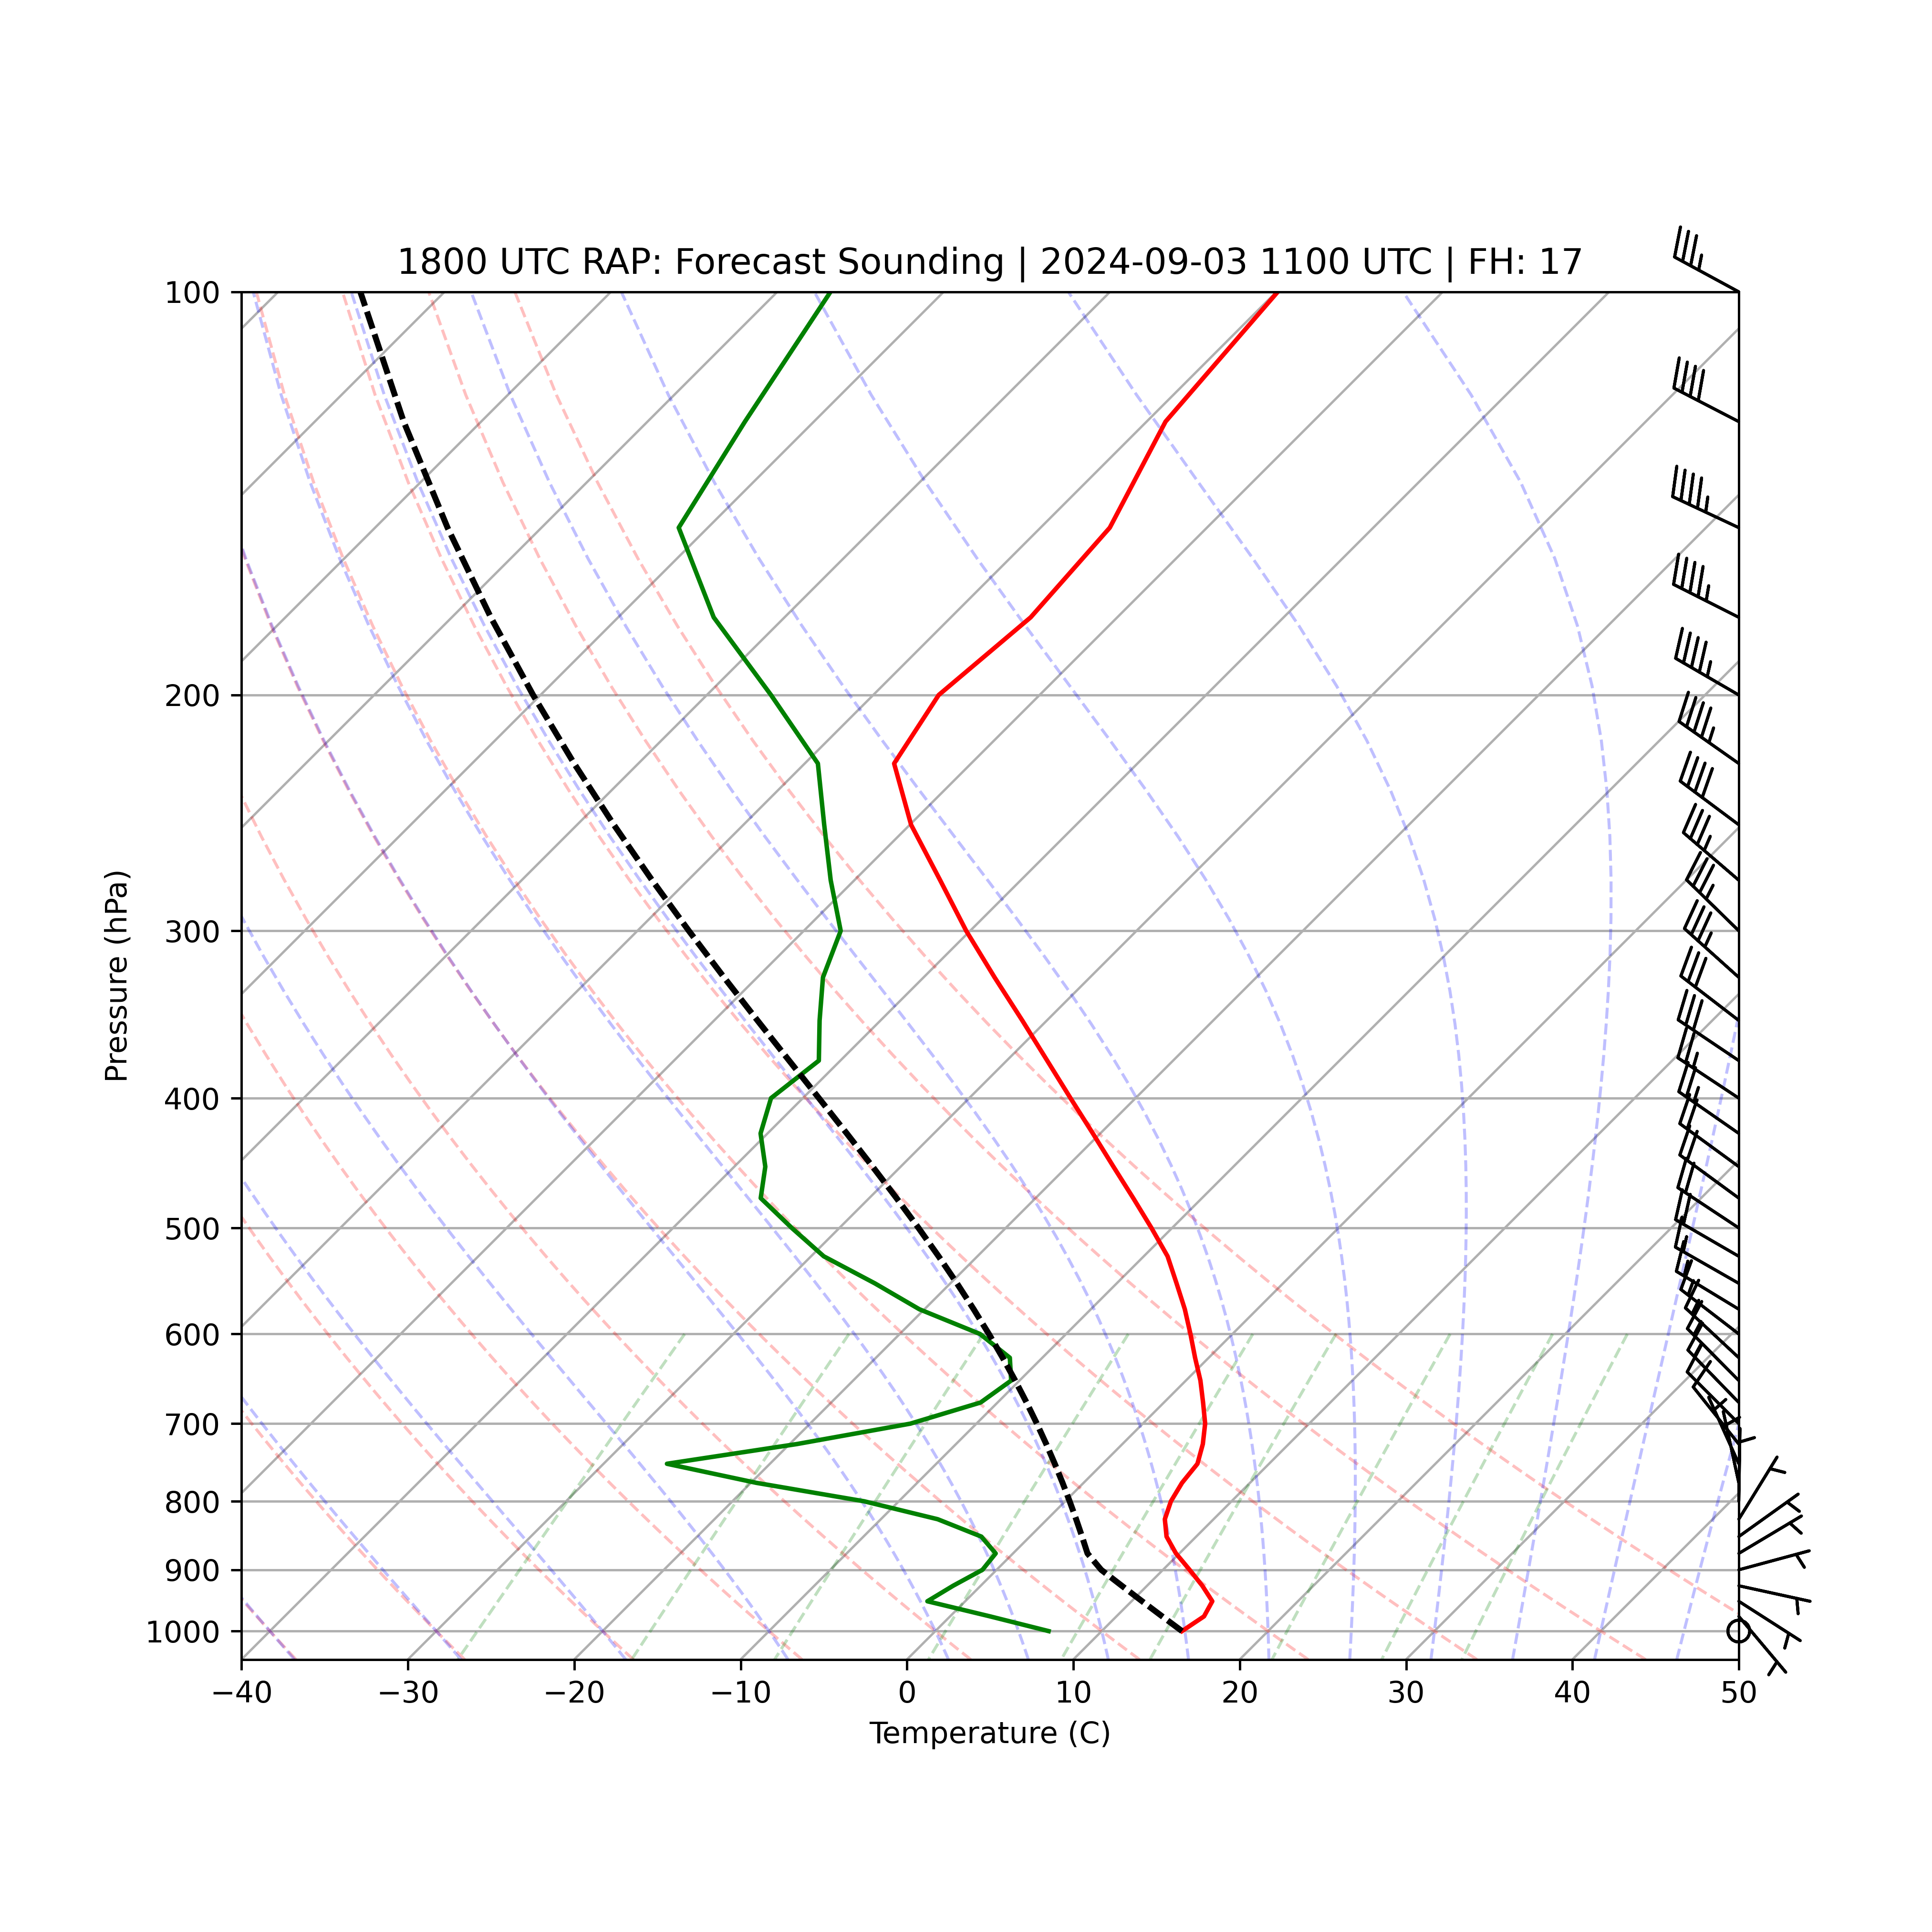 1800 UTC RAP: Forecast Sounding | 2024-09-03 1100 UTC | FH: 17
100
200
300
400
500
600
700
800
900
1000
Pressure (hPa)
−40 −30 −20 −10 0 10 20 30 40 50
Temperature (C)